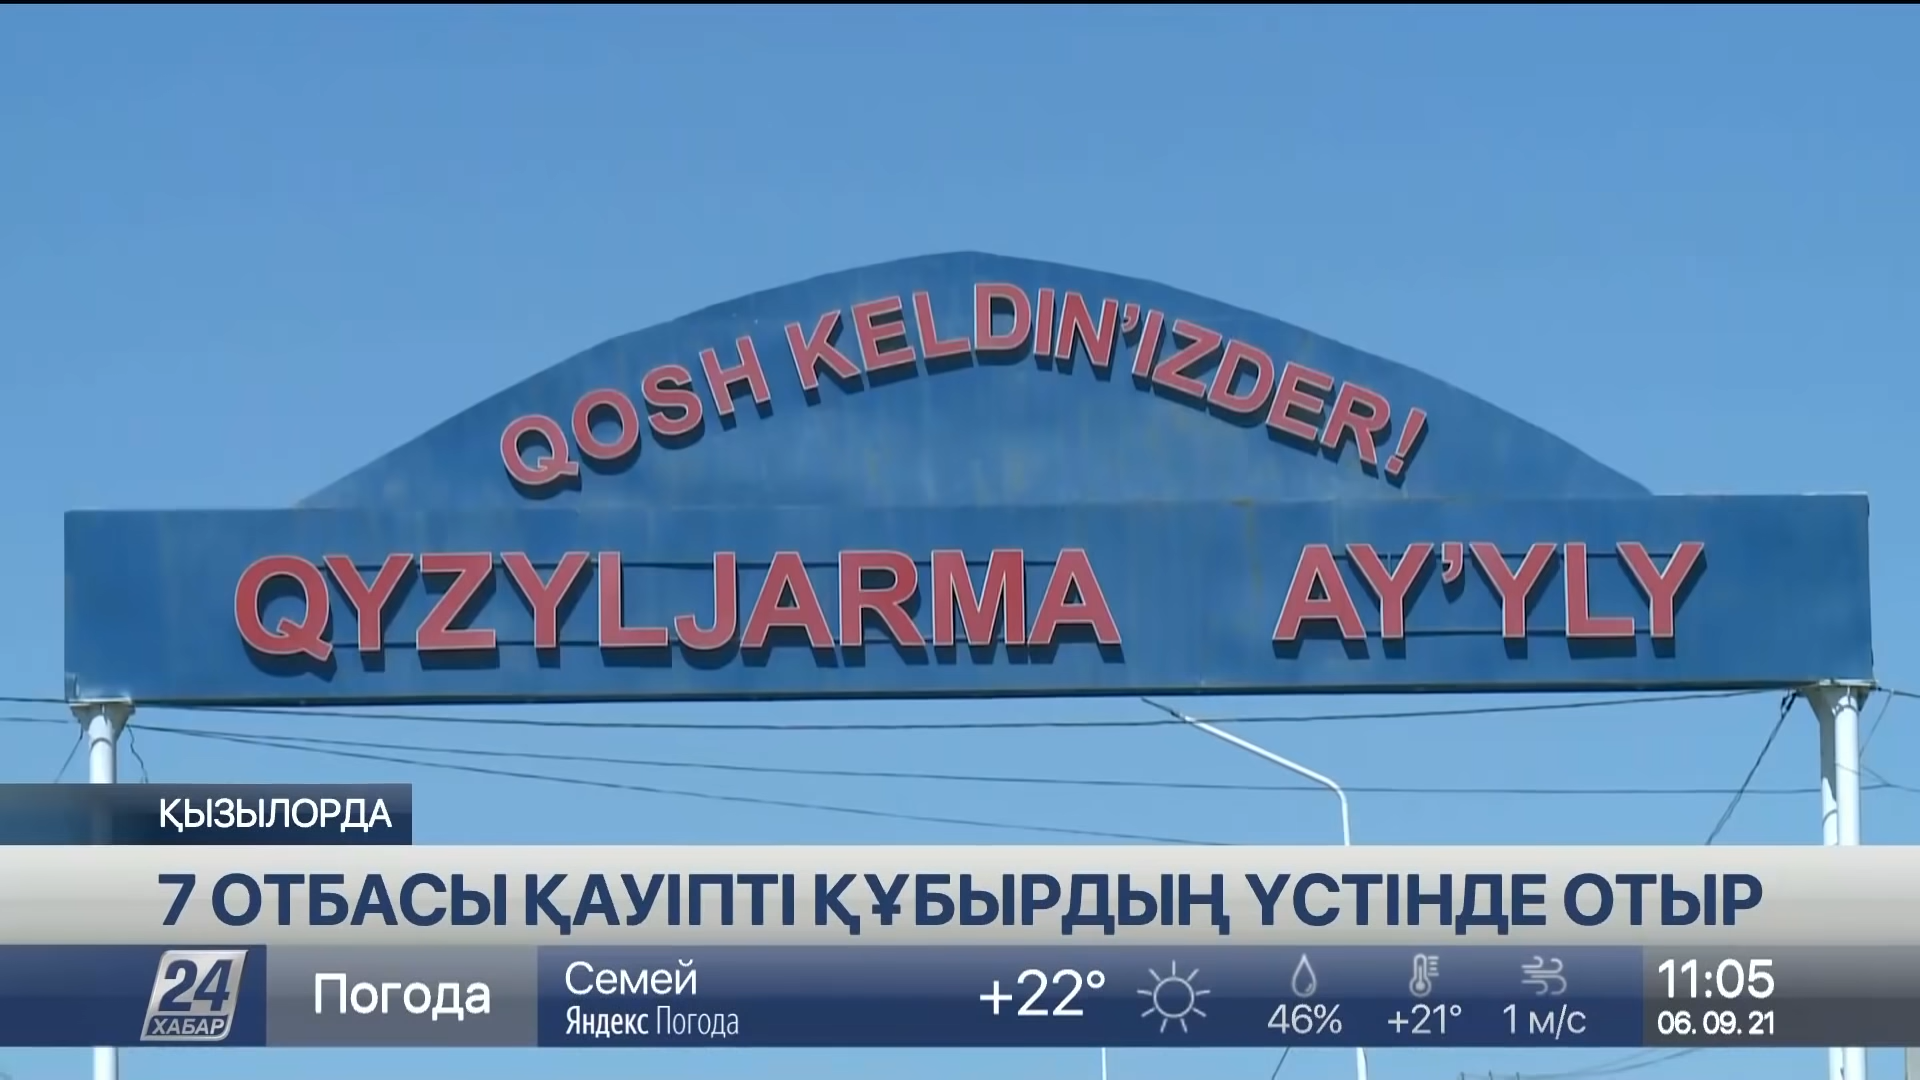 QOSH KELDIN'IZDER!
QYZYLJARMA AY'YLY
ҚЫЗЫЛОРДА
7 ОТБАСЫ ҚАУІПТІ ҚҰБЫРДЫҢ ҮСТІНДЕ ОТЫР
24 ХАБАР
Погода
Семей
Яндекс Погода
+22°
46%
+21°
1 м/с
11:05
06. 09. 21